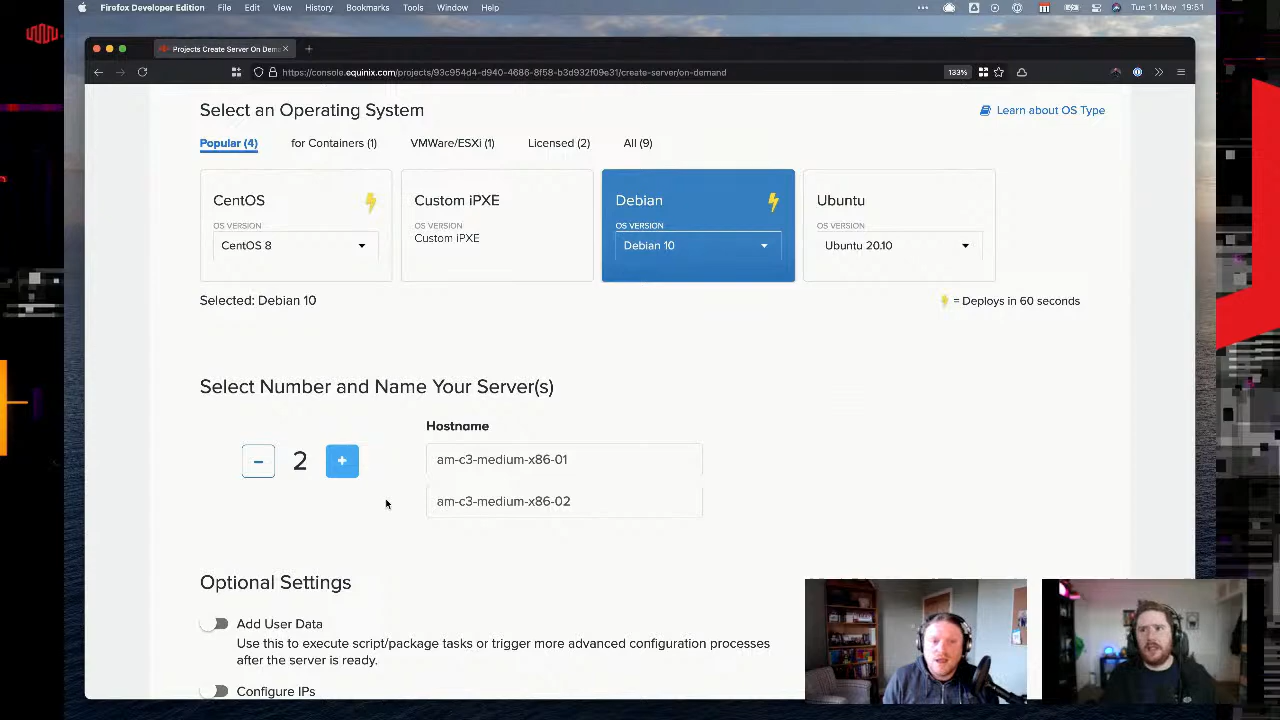 Firefox Developer Edition File Edit View History Bookmarks Tools Window Help
Tue 11 May 19:51
Projects Create Server On Dem
https://console.equinix.com/projects/93c954d4-d940-4686-8f58-b3d932f09e31/create-server/on-demand
133%
Select an Operating System
Learn about OS Type
Popular (4) for Containers (1) VMWare/ESXi (1) Licensed (2) All (9)
CentOS
OS VERSION
CentOS 8
Custom iPXE
OS VERSION
Custom iPXE
Debian
OS VERSION
Debian 10
Ubuntu
OS VERSION
Ubuntu 20.10
Selected: Debian 10
= Deploys in 60 seconds
Select Number and Name Your Server(s)
Hostname
- 2 +
am-c3-medium-x86-01
am-c3-medium-x86-02
Optional Settings
Add User Data
Use this to execute script/package tasks or trigger more advanced configuration processes
after the server is ready.
Configure IPs